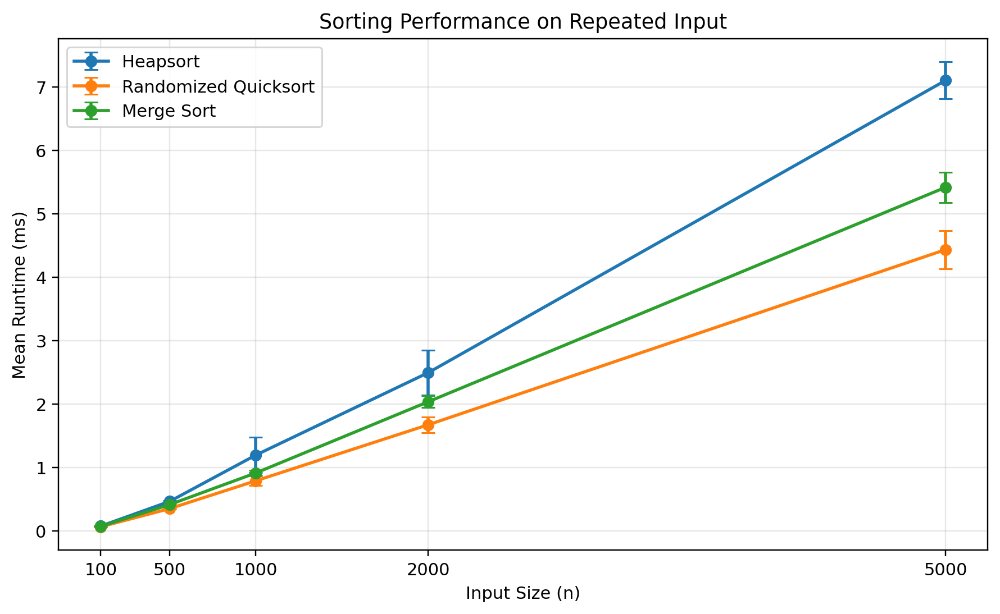 Sorting Performance on Repeated Input
Heapsort
Randomized Quicksort
Merge Sort
Mean Runtime (ms)
7
6
5
4
3
2
1
0
100 500 1000 2000 5000
Input Size (n)